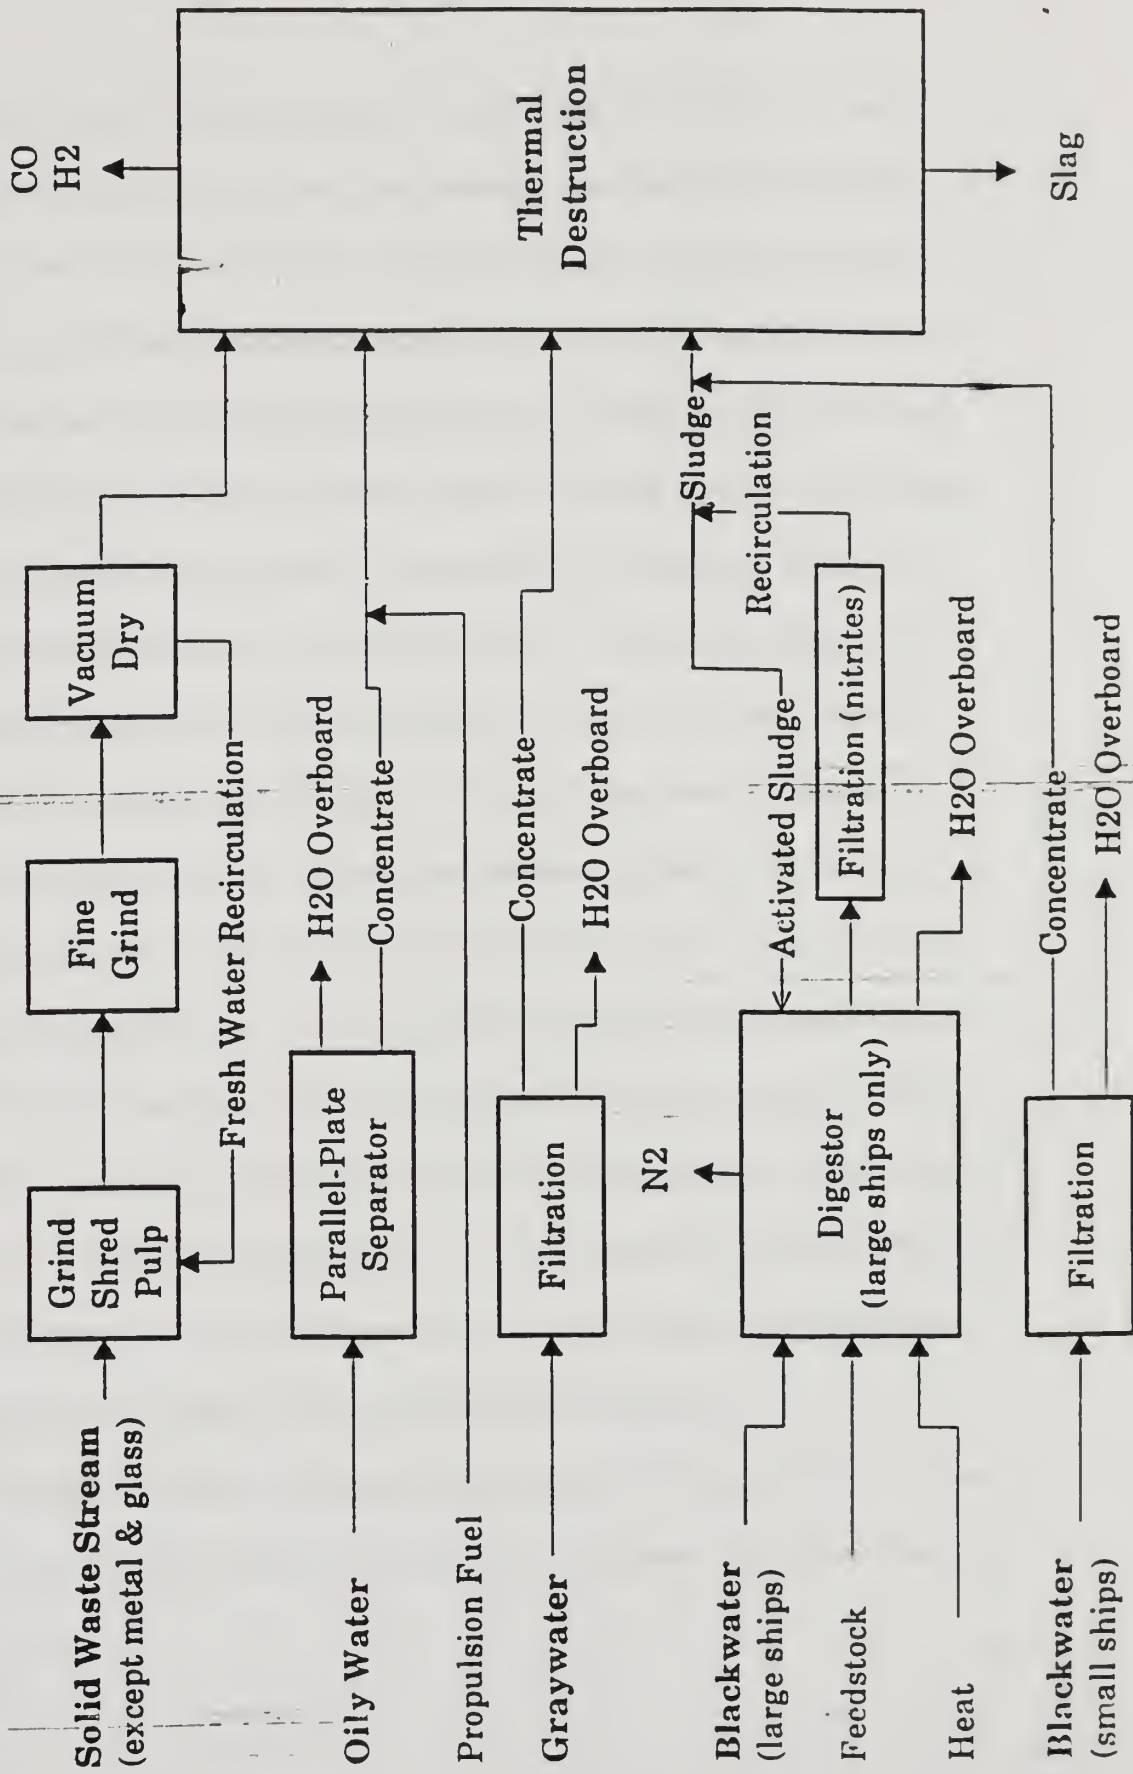 Solid Waste Stream
(except metal & glass)
Grind
Shred
Pulp
Fine
Grind
Vacuum
Dry
Fresh Water Recirculation
CO
H2
Thermal
Destruction
Slag
Oily Water
Parallel-Plate
Separator
H2O Overboard
Concentrate
Propulsion Fuel
Graywater
Filtration
Concentrate
H2O Overboard
Blackwater
(large ships)
Feedstock
Heat
N2
Digestor
(large ships only)
Activated Sludge
Sludge
Recirculation
Filtration (nitrites)
H2O Overboard
Blackwater
(small ships)
Filtration
Concentrate
H2O Overboard